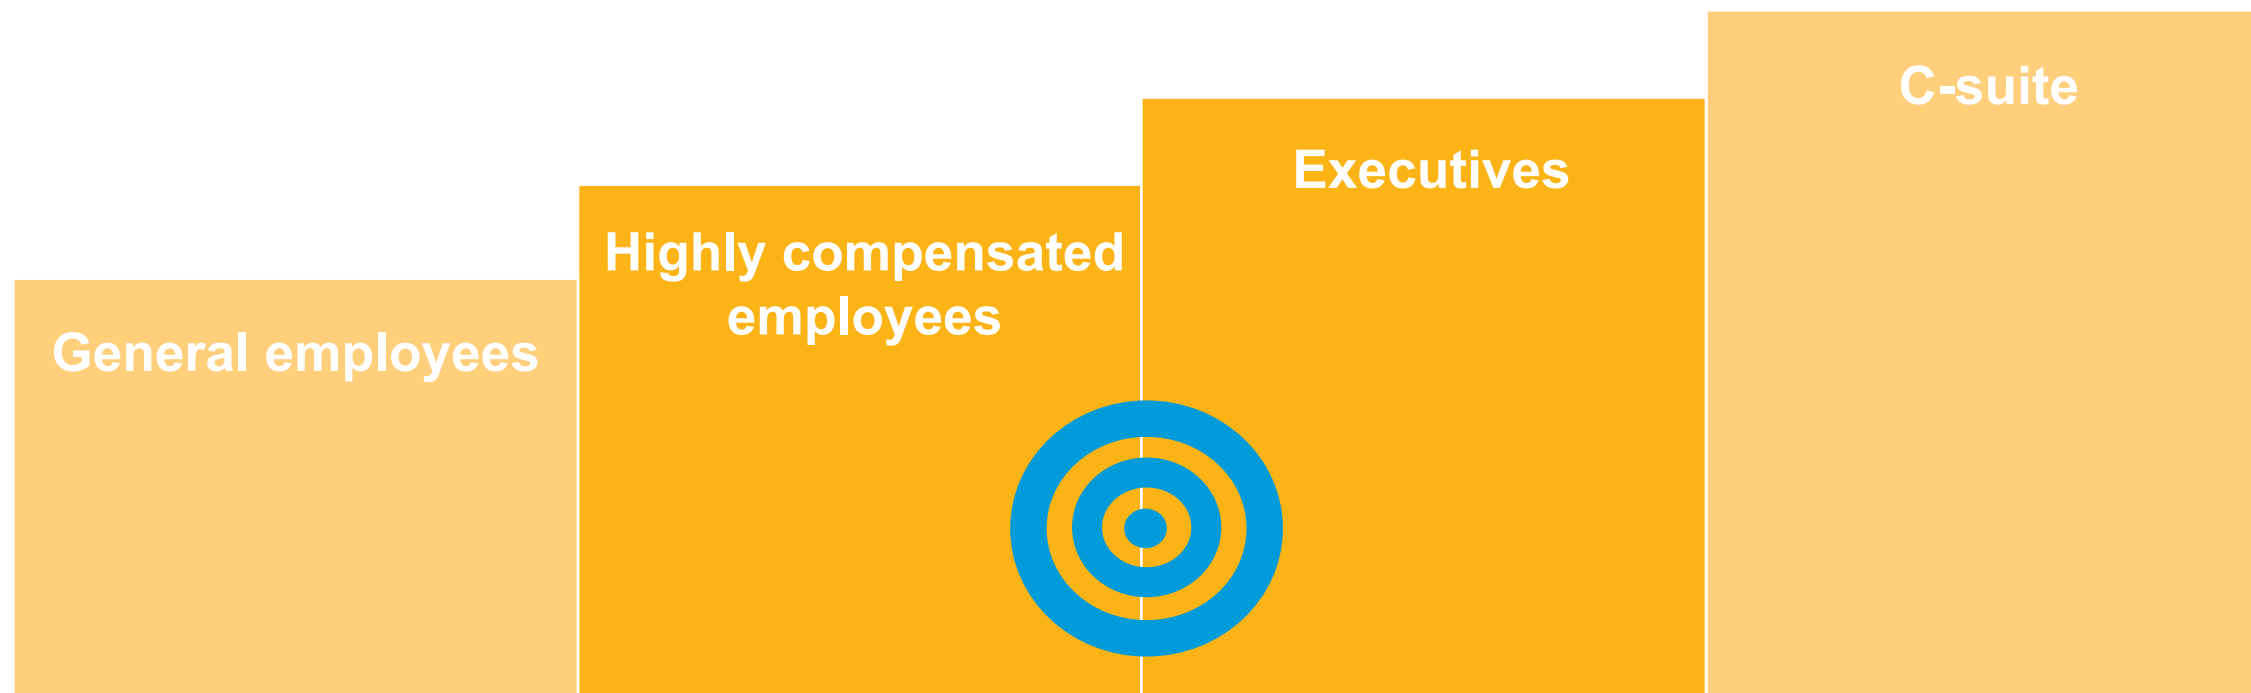 General employees
Highly compensated
employees
Executives
C-suite